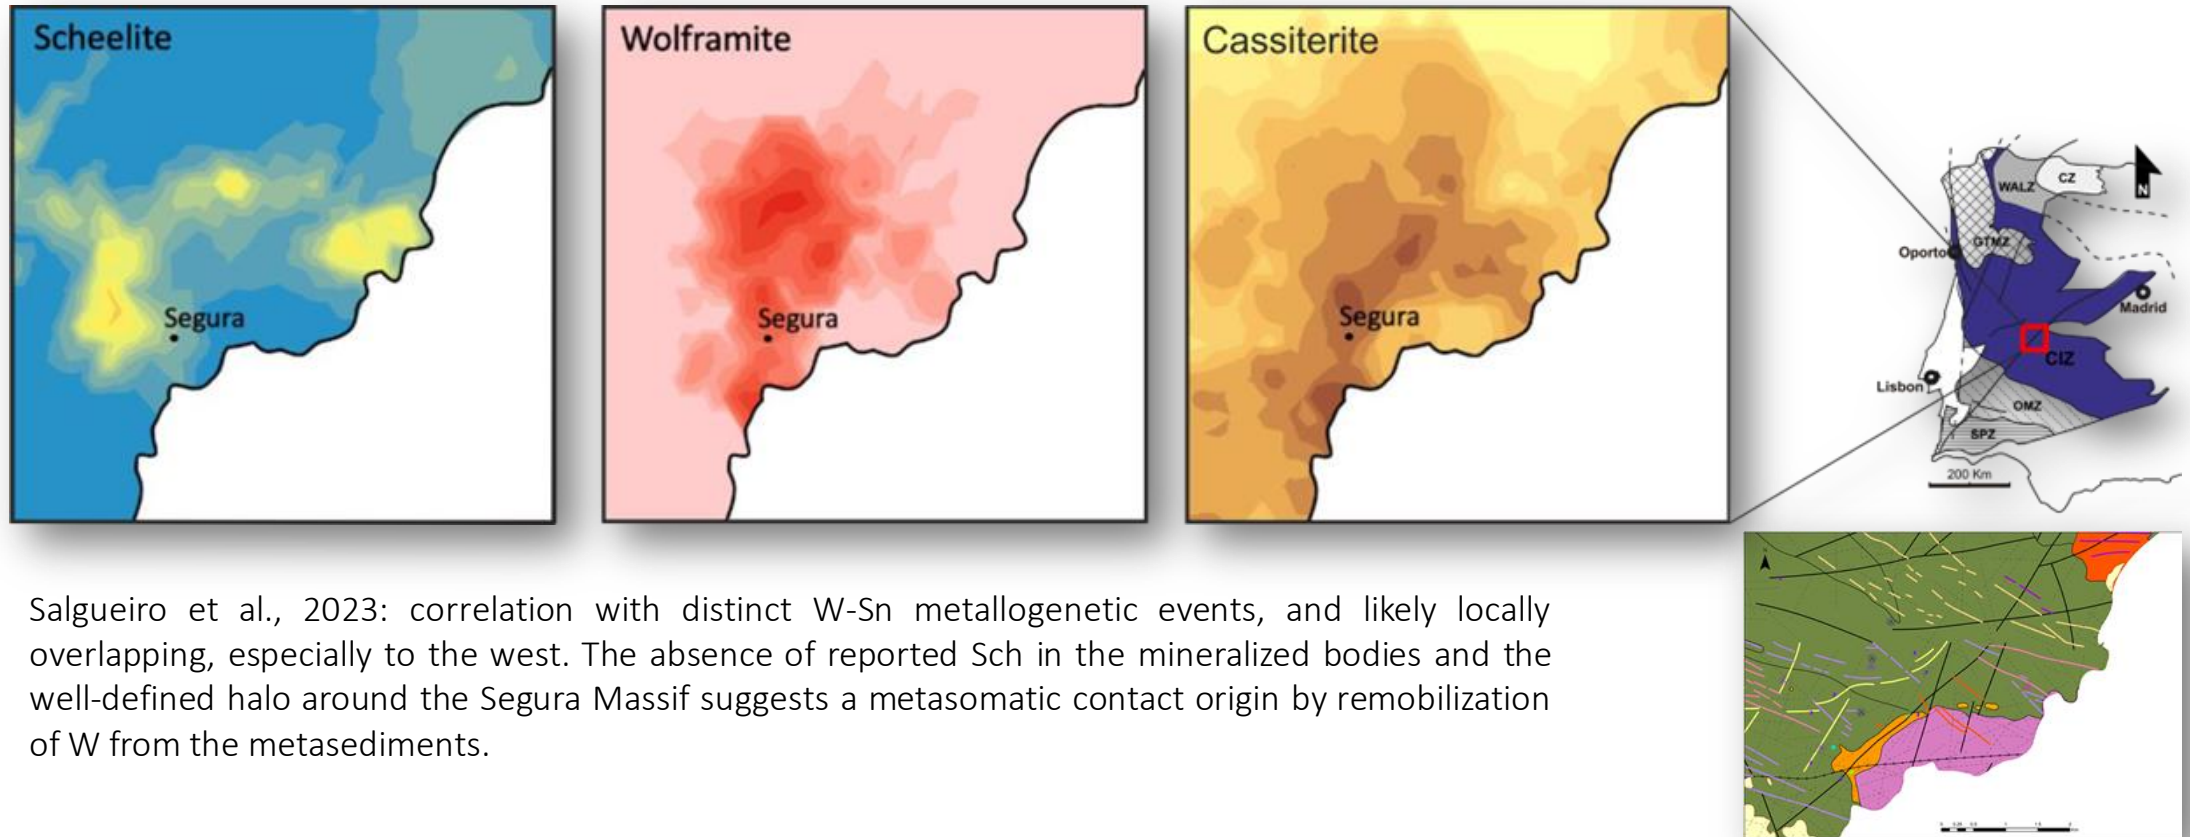 Scheelite
Segura
Wolframite
Segura
Cassiterite
Segura
N
WALZ
CZ
GTMZ
Oporto
Madrid
CIZ
Lisbon
OMZ
SPZ
200 Km
Salgueiro et al., 2023: correlation with distinct W-Sn metallogenetic events, and likely locally
overlapping, especially to the west. The absence of reported Sch in the mineralized bodies and the
well-defined halo around the Segura Massif suggests a metasomatic contact origin by remobilization
of W from the metasediments.